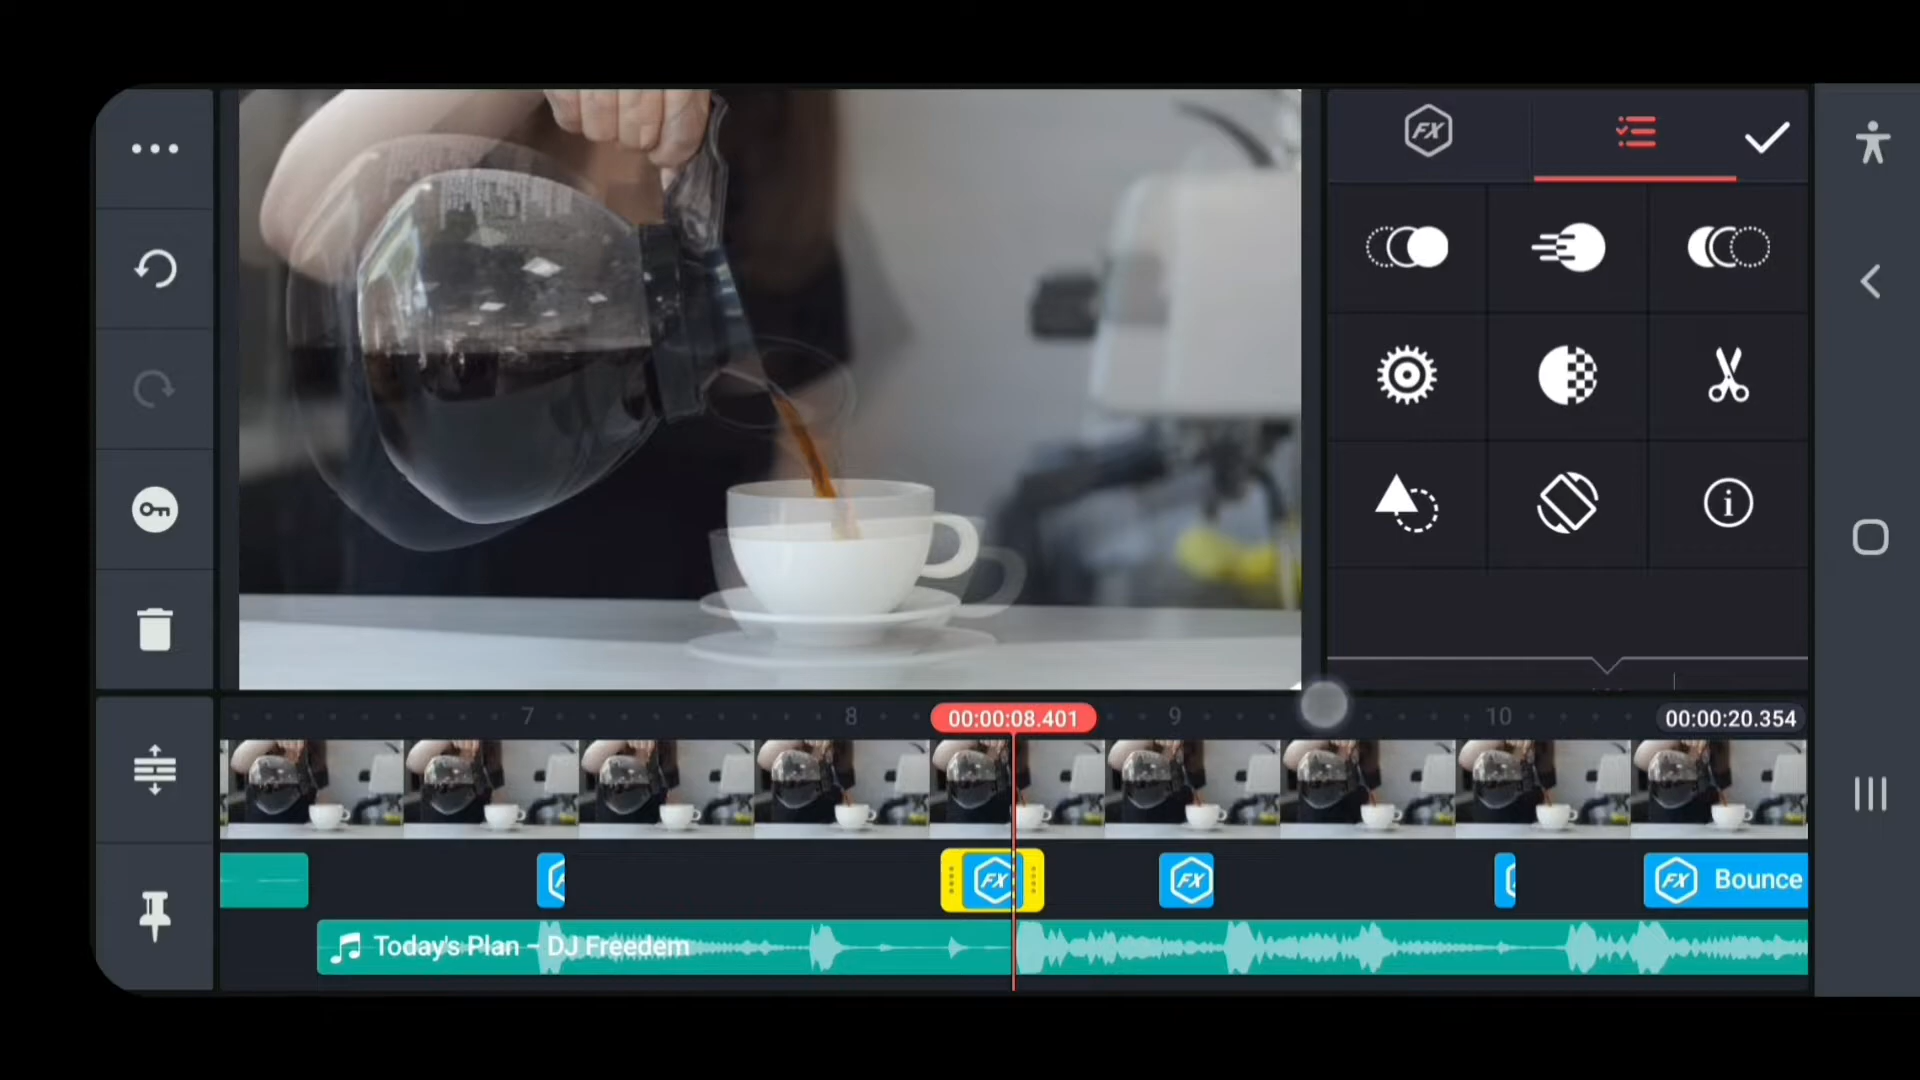 FX
7
8
00:00:08.401
9
10
00:00:20.354
FX
FX
FX Bounce
Today's Plan - DJ Freedem